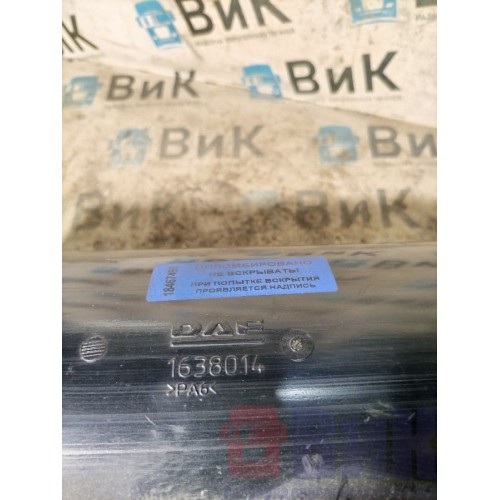 ВиК
ВиК
ВиК
ВиК
ВиК
ОПЛОМБИРОВАНО
НЕ ВСКРЫВАТЬ!
ПРИ ПОПЫТКЕ ВСКРЫТИЯ
ПРОЯВЛЯЕТСЯ НАДПИСЬ
DAF
1638014
>PA6<
ВИК